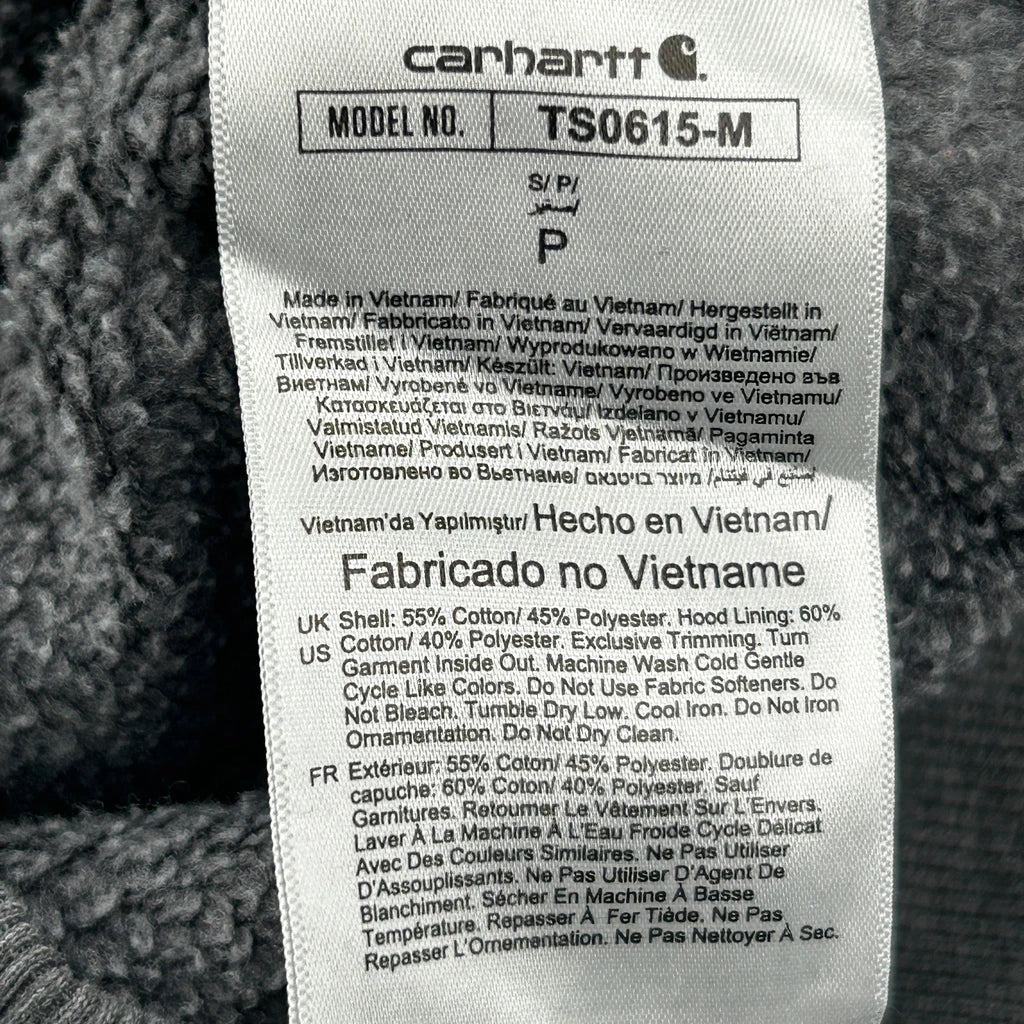 carhartt
MODEL NO. TS0615-M
S/ P/
P
Made in Vietnam/ Fabriqué au Vietnam/ Hergestellt in
Vietnam/ Fabbricato in Vietnam/ Vervaardigd in Viëtnam/
Fremstillet i Vietnam/ Wyprodukowano w Wietnamie/
Tillverkad i Vietnam/ Készült: Vietnam/ Произведено във
Виетнам/ Vyrobené vo Vietname/ Vyrobeno ve Vietnamu/
Κατασκευάζεται στο Βιετνάμ/ Izdelano v Vietnamu/
Valmistatud Vietnamis/ Ražots Vjetnamā/ Pagaminta
Vietname/ Produsert i Vietnam/ Fabricat în Vietnam/
Изготовлено во Вьетнаме/ מיוצר בויטנאם /
Vietnam'da Yapılmıştır/ Hecho en Vietnam/
Fabricado no Vietname
UK Shell: 55% Cotton/ 45% Polyester. Hood Lining: 60%
US Cotton/ 40% Polyester. Exclusive Trimming. Turn
Garment Inside Out. Machine Wash Cold Gentle
Cycle Like Colors. Do Not Use Fabric Softeners. Do
Not Bleach. Tumble Dry Low. Cool Iron. Do Not Iron
Ornamentation. Do Not Dry Clean.
FR Extérieur: 55% Coton/ 45% Polyester. Doublure de
capuche: 60% Coton/ 40% Polyester. Sauf
Garnitures. Retourner Le Vêtement Sur L'Envers.
Laver À La Machine À L'Eau Froide Cycle Délicat
Avec Des Couleurs Similaires. Ne Pas Utiliser
D'Assouplissants. Ne Pas Utiliser D'Agent De
Blanchiment. Sécher En Machine À Basse
Température. Repasser À Fer Tiède. Ne Pas
Repasser L'Ornementation. Ne Pas Nettoyer À Sec.